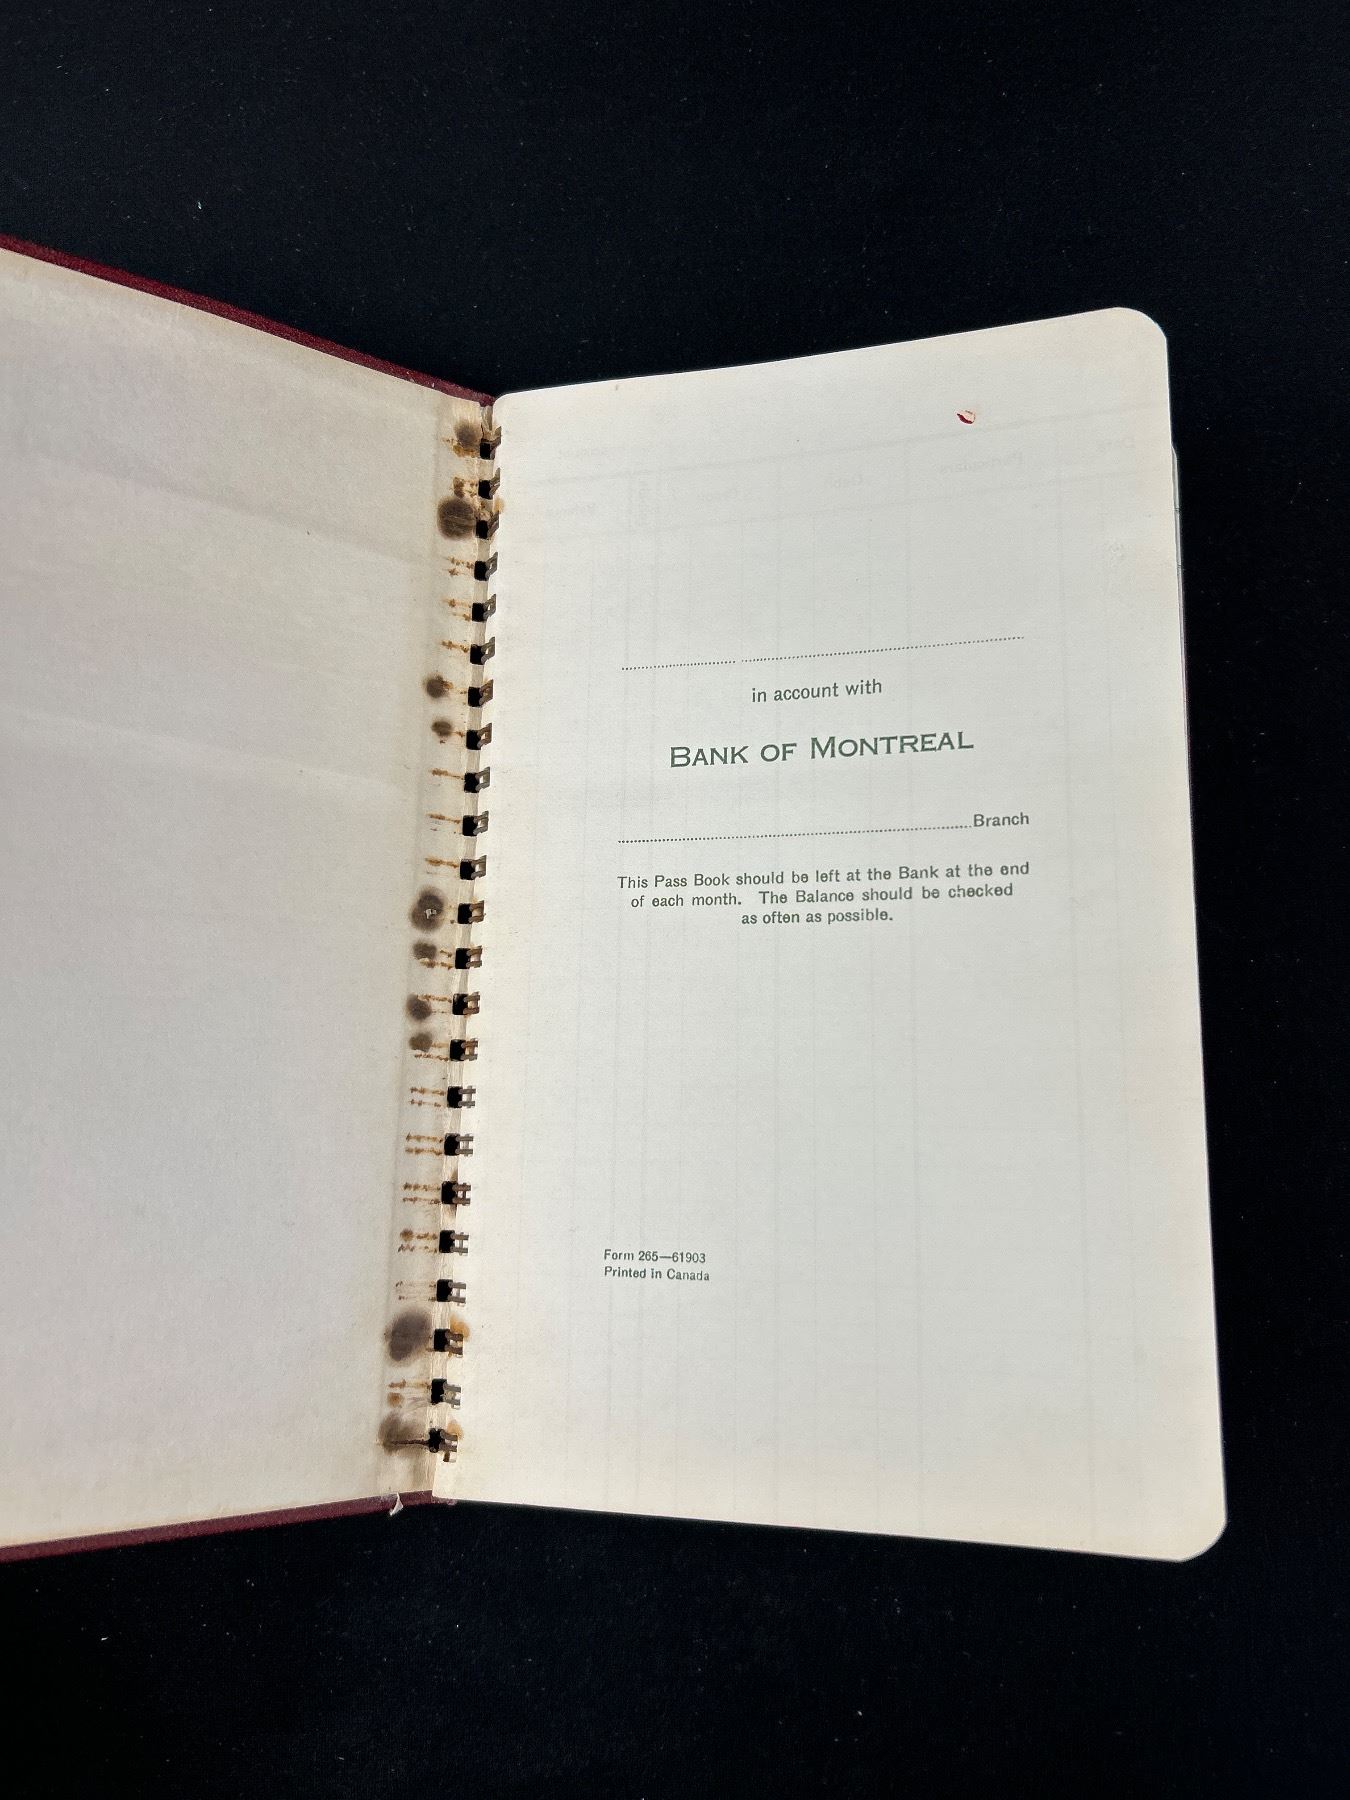 in account with
BANK OF MONTREAL
Branch
This Pass Book should be left at the Bank at the end
of each month. The Balance should be checked
as often as possible.
Form 265—61903
Printed in Canada